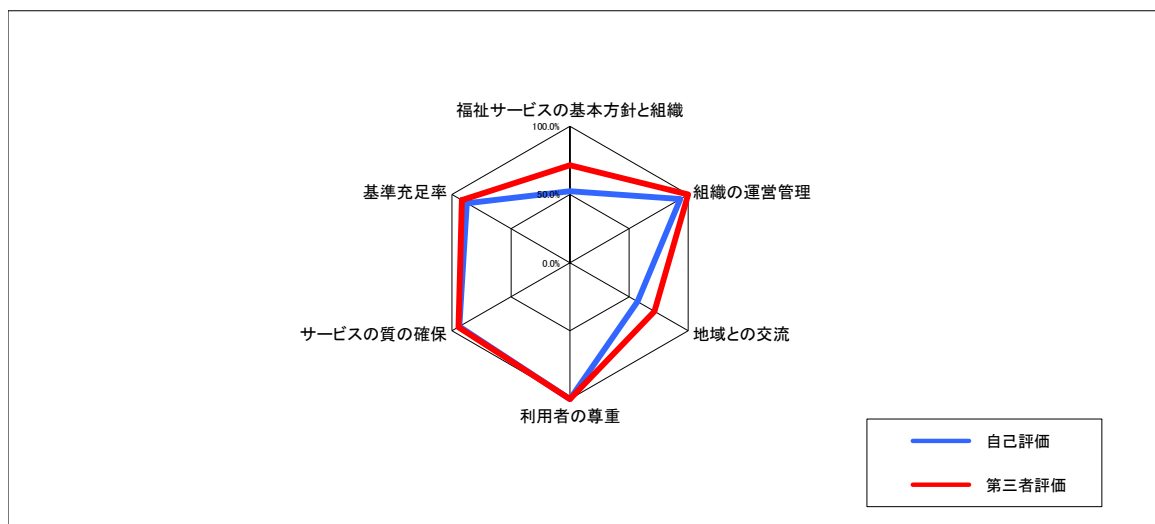 福祉サービスの基本方針と組織
100.0%
基準充足率
組織の運営管理
50.0%
0.0%
サービスの質の確保
地域との交流
利用者の尊重
自己評価
第三者評価